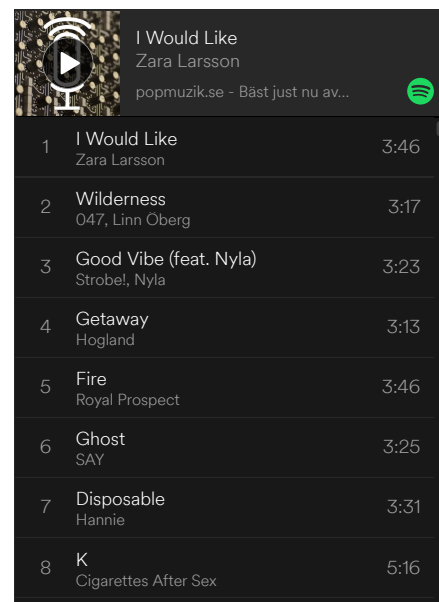 I Would Like
Zara Larsson
popmuzik.se - Bäst just nu av...
1 I Would Like 3:46
Zara Larsson
2 Wilderness 3:17
047, Linn Öberg
3 Good Vibe (feat. Nyla) 3:23
Strobe!, Nyla
4 Getaway 3:13
Hogland
5 Fire 3:46
Royal Prospect
6 Ghost 3:25
SAY
7 Disposable 3:31
Hannie
8 K 5:16
Cigarettes After Sex